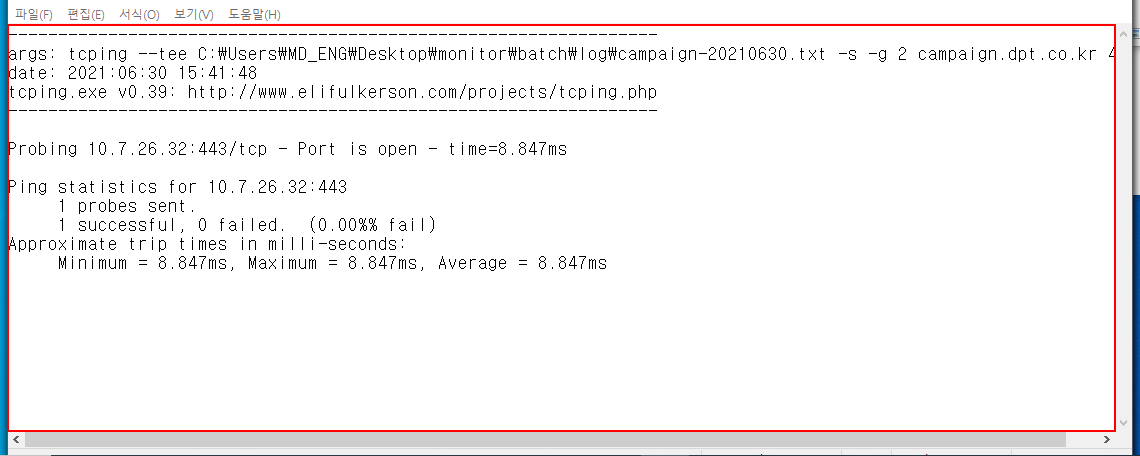 파일(F) 편집(E) 서식(O) 보기(V) 도움말(H)
-----------------------------------------------------------------
args: tcping --tee C:₩Users₩MD_ENG₩Desktop₩monitor₩batch₩log₩campaign-20210630.txt -s -g 2 campaign.dpt.co.kr 4
date: 2021:06:30 15:41:48
tcping.exe v0.39: http://www.elifulkerson.com/projects/tcping.php
-----------------------------------------------------------------
Probing 10.7.26.32:443/tcp - Port is open - time=8.847ms
Ping statistics for 10.7.26.32:443
1 probes sent.
1 successful, 0 failed.  (0.00%% fail)
Approximate trip times in milli-seconds:
Minimum = 8.847ms, Maximum = 8.847ms, Average = 8.847ms